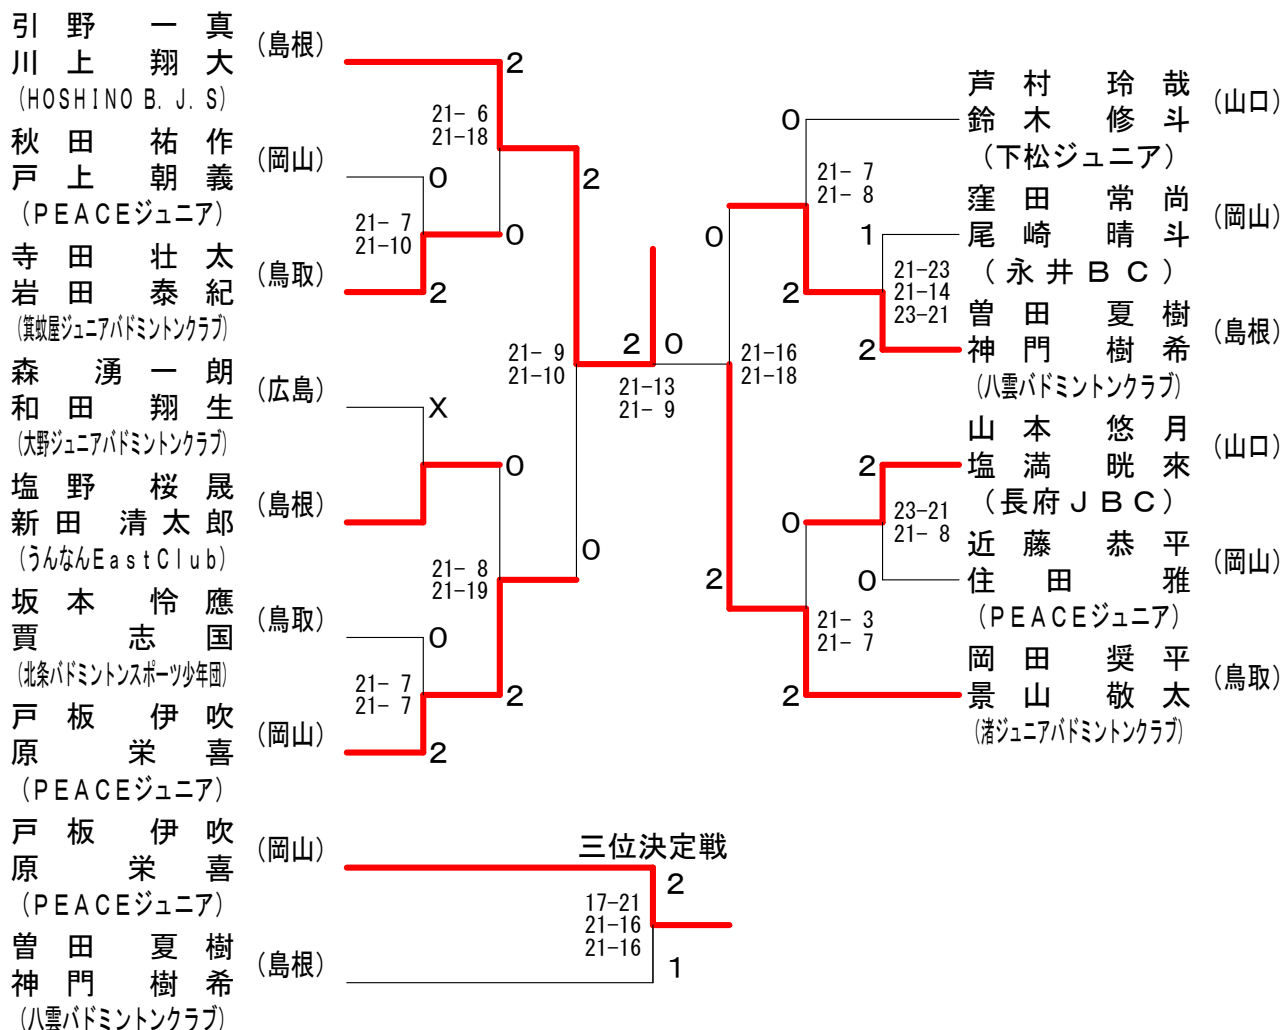 引野一真
川上翔大
(島根)
(HOSHINO B.J.S)
秋田祐作
戸上朝義
(岡山)
(PEACEジュニア)
寺田壮太
岩田泰紀
(鳥取)
(箕蚊屋ジュニアバドミントンクラブ)
森湧一朗
和田翔生
(広島)
(大野ジュニアバドミントンクラブ)
塩野桜晟
新田清太郎
(島根)
(うんなんEastClub)
坂本怜應
賈志国
(鳥取)
(北条バドミントンスポーツ少年団)
戸板伊吹
原栄喜
(岡山)
(PEACEジュニア)
2
21- 6
21-18
0
21- 7
21-10
2
0
2
X
0
21- 9
21-10
0
21- 8
21-19
0
21- 7
21- 7
2
2
2
0
21-13
21- 9
芦村玲哉
鈴木修斗
(山口)
(下松ジュニア)
窪田常尚
尾崎晴斗
(岡山)
(永井BC)
曽田夏樹
神門樹希
(島根)
(八雲バドミントンクラブ)
山本悠月
塩満晄來
(山口)
(長府JBC)
近藤恭平
住田雅
(岡山)
(PEACEジュニア)
岡田奨平
景山敬太
(鳥取)
(渚ジュニアバドミントンクラブ)
0
21- 7
21- 8
1
21-23
21-14
23-21
2
2
0
21-16
21-18
2
2
23-21
21- 8
0
0
21- 3
21- 7
2
三位決定戦
戸板伊吹
原栄喜
(岡山)
(PEACEジュニア)
曽田夏樹
神門樹希
(島根)
(八雲バドミントンクラブ)
2
17-21
21-16
21-16
1